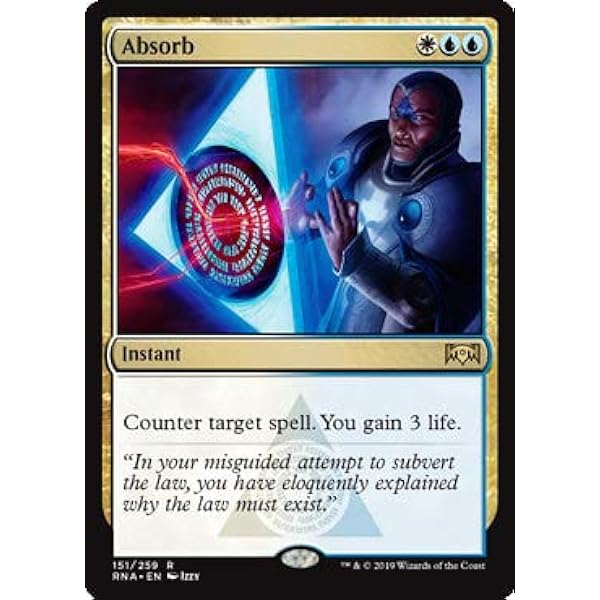 Absorb
Instant
Counter target spell. You gain 3 life.
“In your misguided attempt to subvert
the law, you have eloquently explained
why the law must exist.”
151/259 R
RNA • EN Izzy
™ & © 2019 Wizards of the Coast